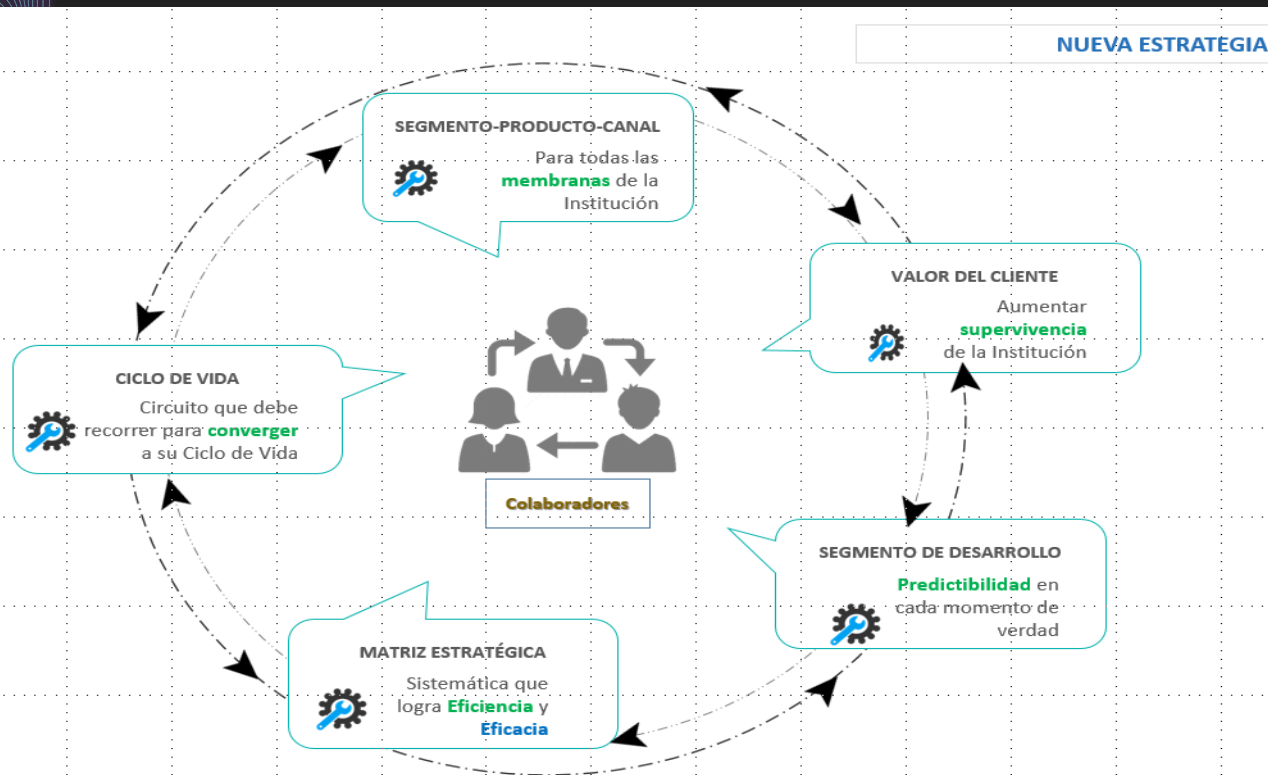 NUEVA ESTRATEGIA
SEGMENTO-PRODUCTO-CANAL
Para todas las
membranas de la
Institución
VALOR DEL CLIENTE
Aumentar
supervivencia
de la Institución
CICLO DE VIDA
Circuito que debe
recorrer para converger
a su Ciclo de Vida
Colaboradores
SEGMENTO DE DESARROLLO
Predictibilidad en
cada momento de
verdad
MATRIZ ESTRATÉGICA
Sistemática que
logra Eficiencia y
Eficacia